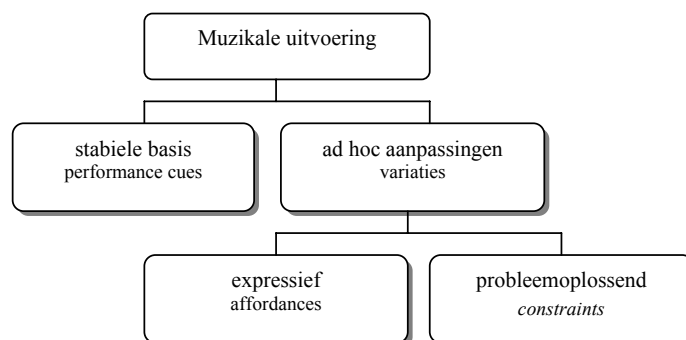 Muzikale uitvoering
stabiele basis
performance cues
ad hoc aanpassingen
variaties
expressief
affordances
probleemoplossend
constraints